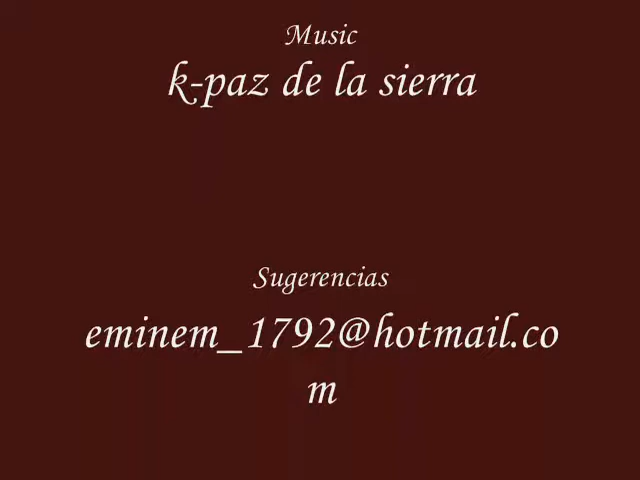 Music
k-paz de la sierra
Sugerencias
eminem_1792@hotmail.co
m